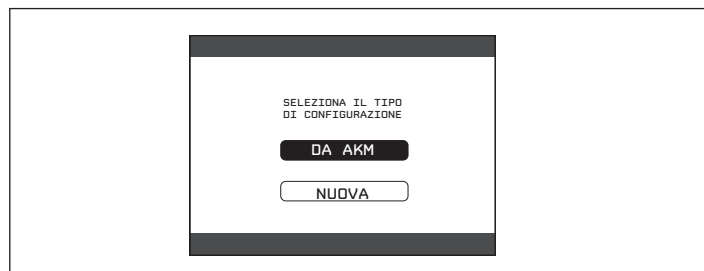 SELEZIONA IL TIPO
DI CONFIGURAZIONE
DA AKM
NUOVA